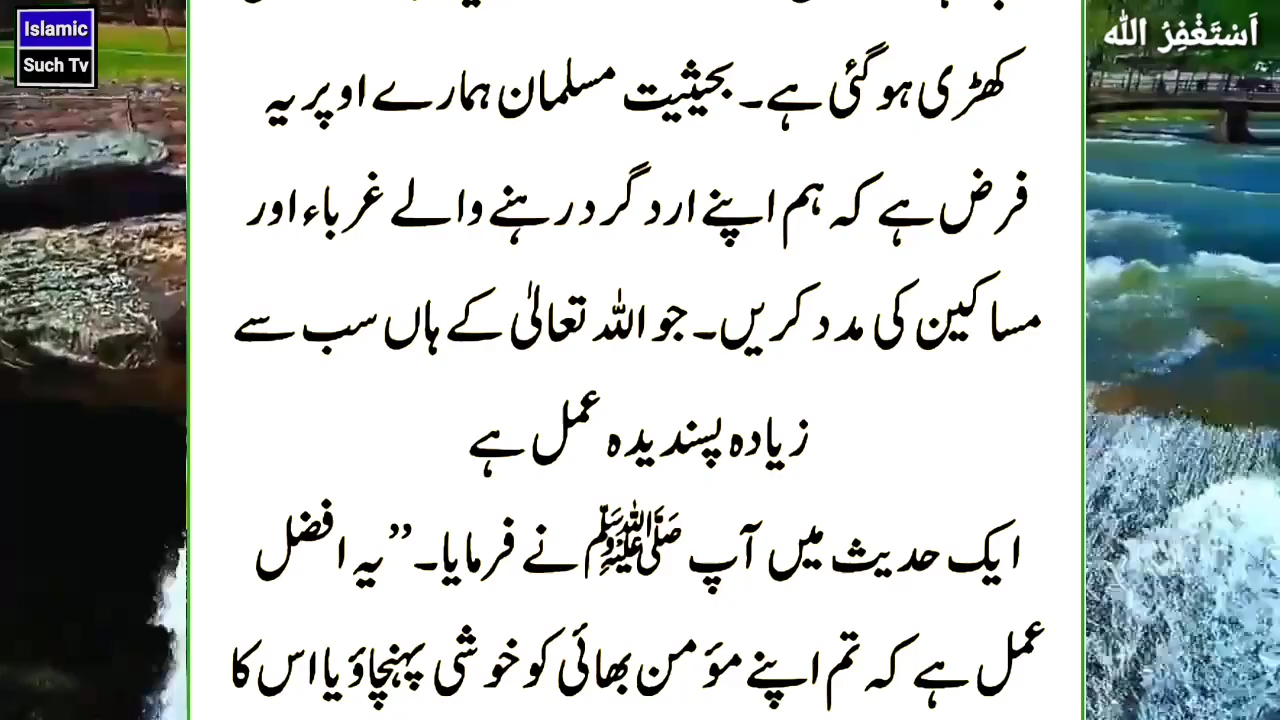 Islamic
Such Tv
اَسْتَغْفِرُ اللہ
کھڑی ہو گئی ہے۔ بحیثیت مسلمان ہمارے اوپر یہ
فرض ہے کہ ہم اپنے ارد گرد رہنے والے غرباء اور
مساکین کی مدد کریں۔ جو اللہ تعالیٰ کے ہاں سب سے
زیادہ پسندیدہ عمل ہے
ایک حدیث میں آپ ﷺ نے فرمایا۔ ”یہ افضل
عمل ہے کہ تم اپنے مؤمن بھائی کو خوشی پہنچاؤ یا اس کا